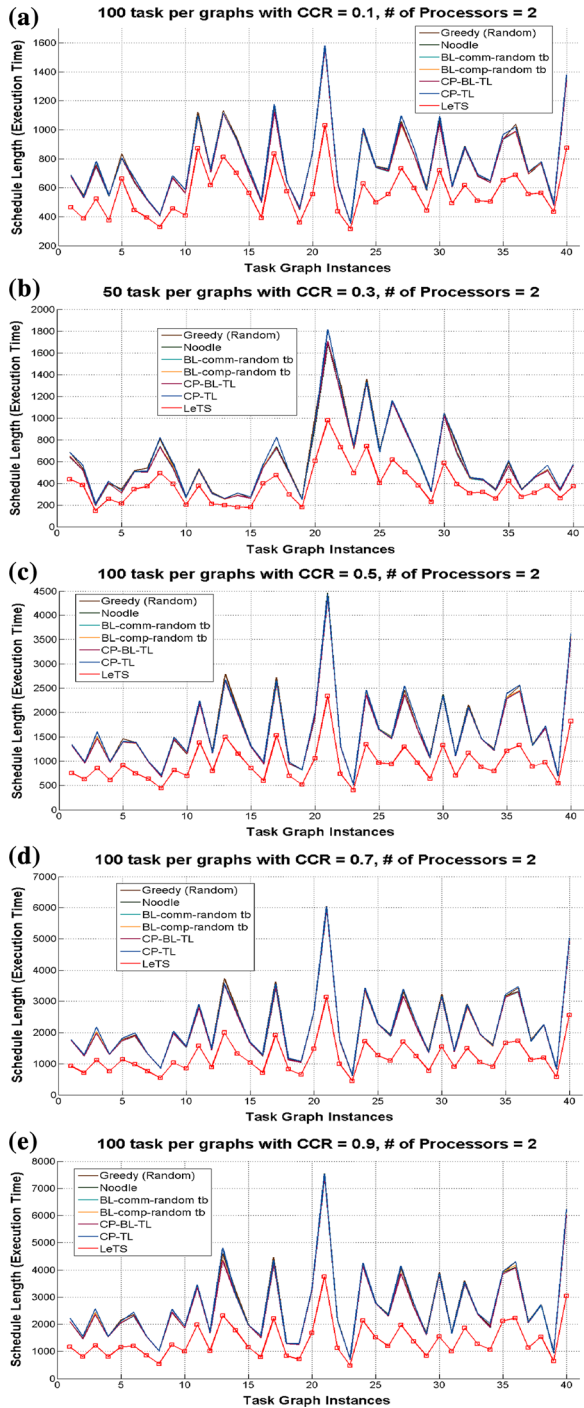 (a)
100 task per graphs with CCR = 0.1, # of Processors = 2
Schedule Length (Execution Time)
1600
1400
1200
1000
800
600
400
200
Greedy (Random)
Noodle
BL-comm-random tb
BL-comp-random tb
CP-BL-TL
CP-TL
LeTS
0 5 10 15 20 25 30 35 40
Task Graph Instances
(b)
50 task per graphs with CCR = 0.3, # of Processors = 2
Schedule Length (Execution Time)
2000
1800
1600
1400
1200
1000
800
600
400
200
0
Greedy (Random)
Noodle
BL-comm-random tb
BL-comp-random tb
CP-BL-TL
CP-TL
LeTS
0 5 10 15 20 25 30 35 40
Task Graph Instances
(c)
100 task per graphs with CCR = 0.5, # of Processors = 2
Schedule Length (Execution Time)
4500
4000
3500
3000
2500
2000
1500
1000
500
0
Greedy (Random)
Noodle
BL-comm-random tb
BL-comp-random tb
CP-BL-TL
CP-TL
LeTS
0 5 10 15 20 25 30 35 40
Task Graph Instances
(d)
100 task per graphs with CCR = 0.7, # of Processors = 2
Schedule Length (Execution Time)
7000
6000
5000
4000
3000
2000
1000
0
Greedy (Random)
Noodle
BL-comm-random tb
BL-comp-random tb
CP-BL-TL
CP-TL
LeTS
0 5 10 15 20 25 30 35 40
Task Graph Instances
(e)
100 task per graphs with CCR = 0.9, # of Processors = 2
Schedule Length (Execution Time)
8000
7000
6000
5000
4000
3000
2000
1000
0
Greedy (Random)
Noodle
BL-comm-random tb
BL-comp-random tb
CP-BL-TL
CP-TL
LeTS
0 5 10 15 20 25 30 35 40
Task Graph Instances